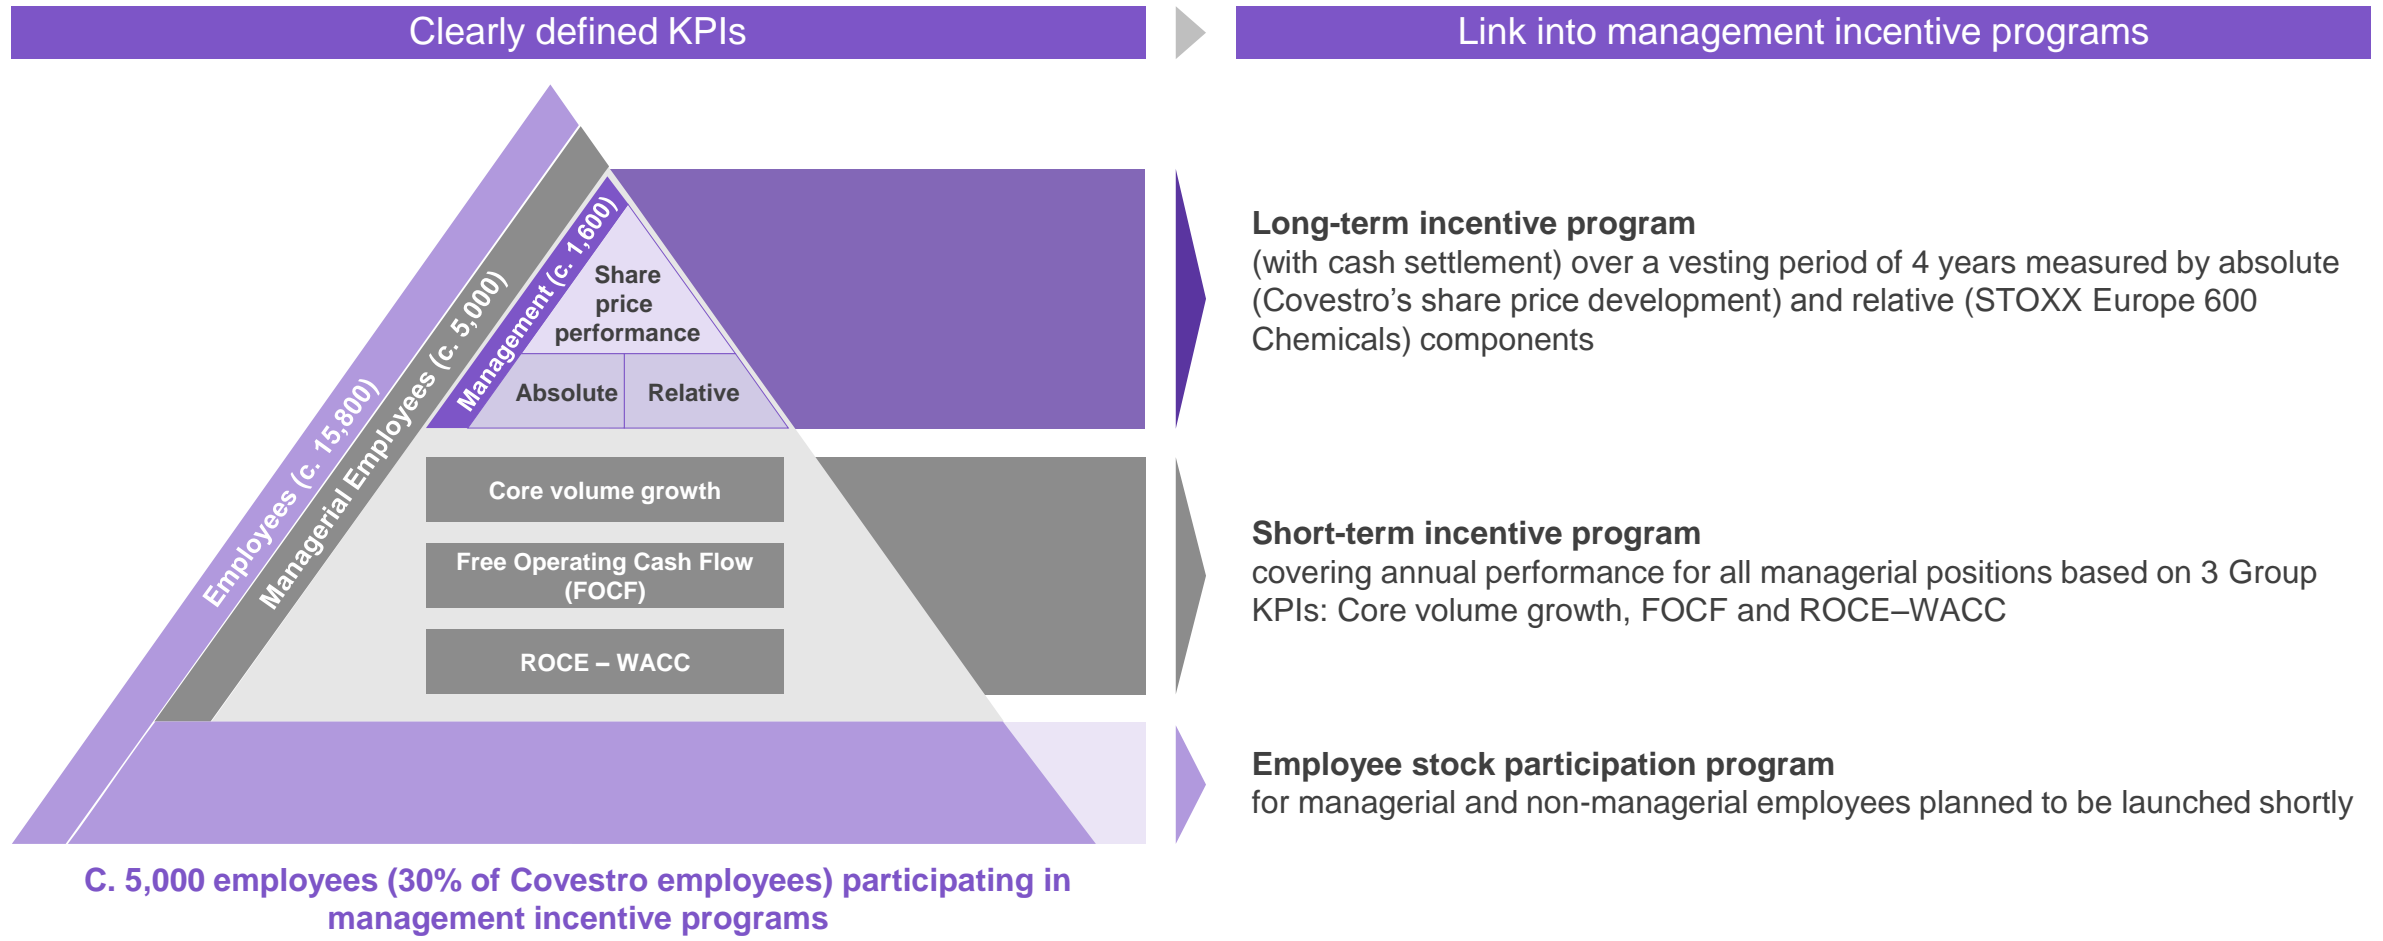 Clearly defined KPIs
Link into management incentive programs
Employees (c. 15,800)
Managerial Employees (c. 5,000)
Management (c. 1,600)
Share
price
performance
Absolute
Relative
Core volume growth
Free Operating Cash Flow
(FOCF)
ROCE – WACC
C. 5,000 employees (30% of Covestro employees) participating in
management incentive programs
Long-term incentive program
(with cash settlement) over a vesting period of 4 years measured by absolute
(Covestro’s share price development) and relative (STOXX Europe 600
Chemicals) components
Short-term incentive program
covering annual performance for all managerial positions based on 3 Group
KPIs: Core volume growth, FOCF and ROCE–WACC
Employee stock participation program
for managerial and non-managerial employees planned to be launched shortly